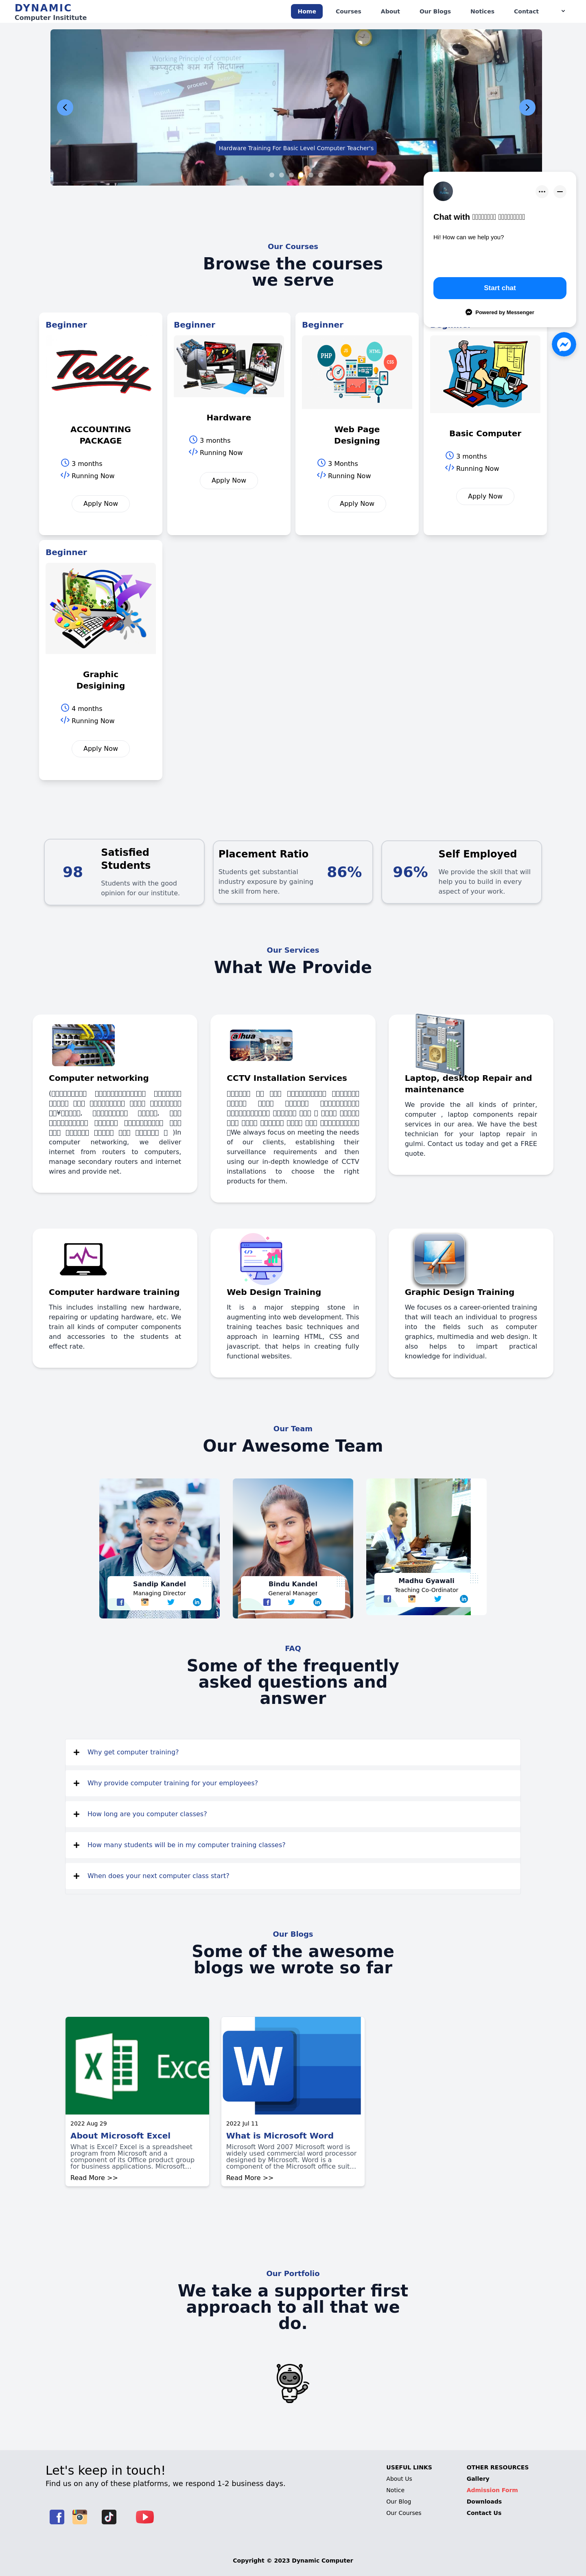 DYNAMIC
Computer Insititute
Home
Courses
About
Our Blogs
Notices
Contact
Working Principle of Computer
Hardware Training For Basic Level Computer Teacher's
Chat with
Hi! How can we help you?
Start chat
Powered by Messenger
Our Courses
Browse the courses
we serve
Beginner
Tally
ACCOUNTING
PACKAGE
3 months
Running Now
Apply Now
Beginner
Hardware
3 months
Running Now
Apply Now
Beginner
PHP
HTML
Web Page
Designing
3 Months
Running Now
Apply Now
Basic Computer
3 months
Running Now
Apply Now
Beginner
Graphic
Desigining
4 months
Running Now
Apply Now
98
Satisfied
Students
Students with the good
opinion for our institute.
Placement Ratio
Students get substantial
industry exposure by gaining
the skill from here.
86%
96%
Self Employed
We provide the skill that will
help you to build in every
aspect of your work.
Our Services
What We Provide
Computer networking
)In
computer networking, we deliver
internet from routers to computers,
manage secondary routers and internet
wires and provide net.
alhua
CCTV Installation Services
We always focus on meeting the needs
of our clients, establishing their
surveillance requirements and then
using our in-depth knowledge of CCTV
installations to choose the right
products for them.
Laptop, desktop Repair and
maintenance
We provide the all kinds of printer,
computer , laptop components repair
services in our area. We have the best
technician for your laptop repair in
gulmi. Contact us today and get a FREE
quote.
Computer hardware training
This includes installing new hardware,
repairing or updating hardware, etc. We
train all kinds of computer components
and accessories to the students at
effect rate.
Web Design Training
It is a major stepping stone in
augmenting into web development. This
training teaches basic techniques and
approach in learning HTML, CSS and
javascript. that helps in creating fully
functional websites.
Graphic Design Training
We focuses os a career-oriented training
that will teach an individual to progress
into the fields such as computer
graphics, multimedia and web design. It
also helps to impart practical
knowledge for individual.
Our Team
Our Awesome Team
Sandip Kandel
Managing Director
Bindu Kandel
General Manager
Madhu Gyawali
Teaching Co-Ordinator
FAQ
Some of the frequently
asked questions and
answer
Why get computer training?
Why provide computer training for your employees?
How long are you computer classes?
How many students will be in my computer training classes?
When does your next computer class start?
Our Blogs
Some of the awesome
blogs we wrote so far
Exce
2022 Aug 29
About Microsoft Excel
What is Excel? Excel is a spreadsheet
program from Microsoft and a
component of its Office product group
for business applications. Microsoft...
Read More >>
W
2022 Jul 11
What is Microsoft Word
Microsoft Word 2007 Microsoft word is
widely used commercial word processor
designed by Microsoft. Word is a
component of the Microsoft office suit...
Read More >>
Our Portfolio
We take a supporter first
approach to all that we
do.
Let's keep in touch!
Find us on any of these platforms, we respond 1-2 business days.
USEFUL LINKS
About Us
Notice
Our Blog
Our Courses
OTHER RESOURCES
Gallery
Admission Form
Downloads
Contact Us
Copyright © 2023 Dynamic Computer